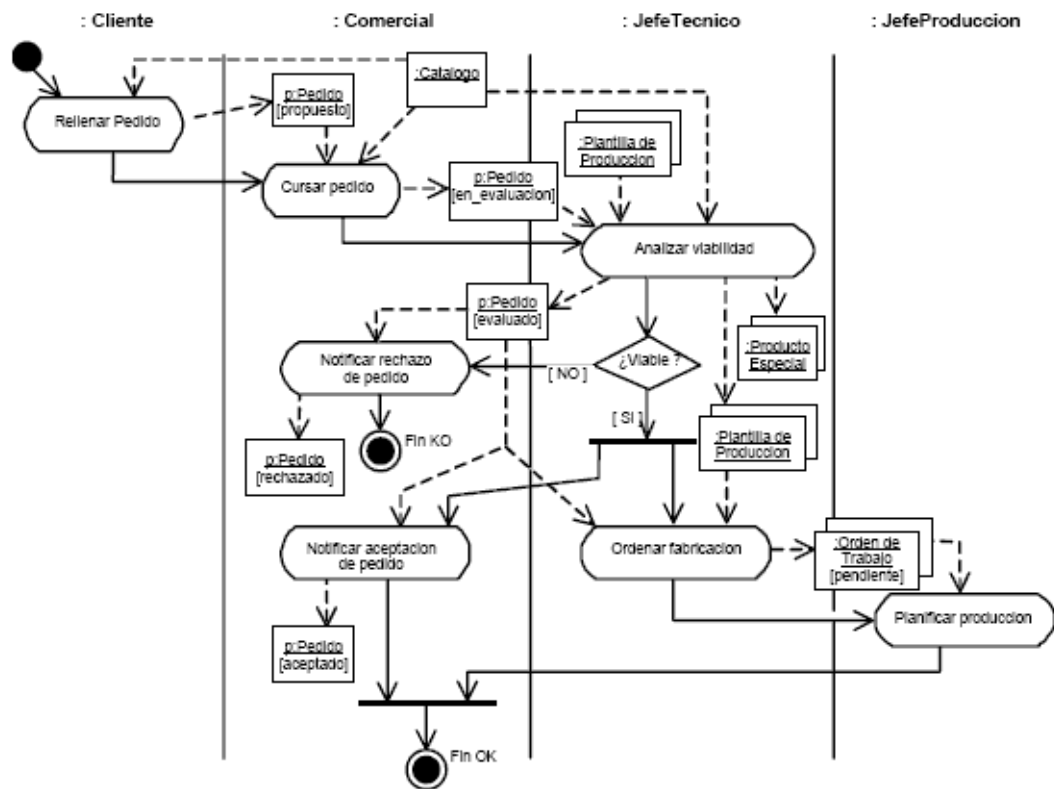 : Cliente
: Comercial
: JefeTecnico
: JefeProduccion
:Catalogo
p:Pedido
[propuesto]
Rellenar Pedido
:Plantilla de
Produccion
Cursar pedido
p:Pedido
[en_evaluacion]
Analizar viabilidad
p:Pedido
[evaluado]
:Producto
Especial
Notificar rechazo
de pedido
[ NO ]
¿Viable ?
[ SI ]
Fin KO
:Plantilla de
Produccion
p:Pedido
[rechazado]
Notificar aceptacion
de pedido
Ordenar fabricacion
:Orden de
Trabajo
[pendiente]
Planificar produccion
p:Pedido
[aceptado]
Fin OK